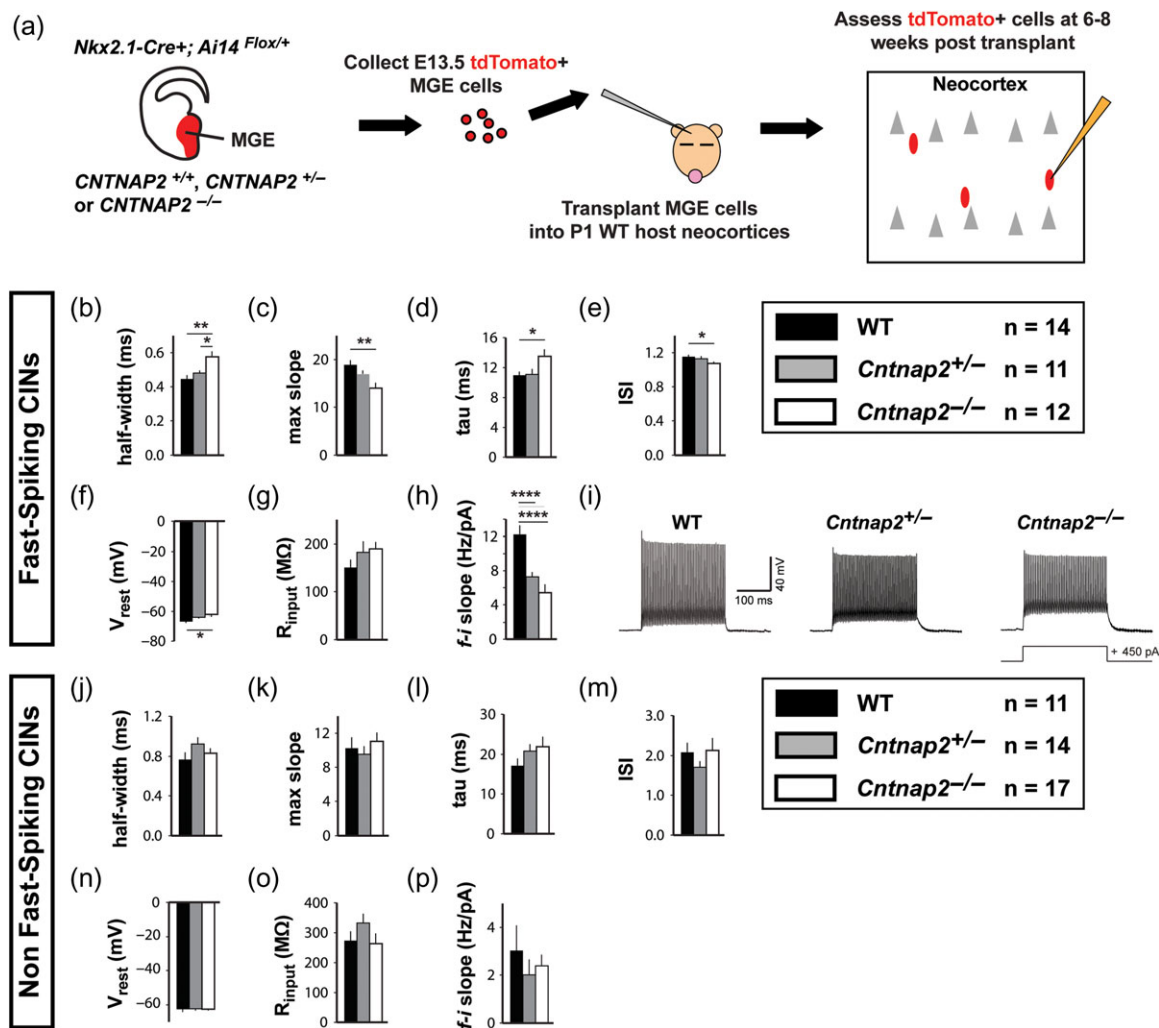 (a)
Nkx2.1-Cre+; Ai14 Flox/+
MGE
CNTNAP2 +/+, CNTNAP2 +/–
or CNTNAP2 –/–
Collect E13.5 tdTomato+
MGE cells
Transplant MGE cells
into P1 WT host neocortices
Assess tdTomato+ cells at 6-8
weeks post transplant
Neocortex
Fast-Spiking CINs
(b)
half-width (ms)
0.6
0.4
0.2
0.0
**
*
(c)
max slope
20
10
0
**
(d)
tau (ms)
16
12
8
4
0
*
(e)
ISI
1.2
0.9
0.6
0.3
0.0
*
WT n = 14
Cntnap2+/– n = 11
Cntnap2–/– n = 12
(f)
Vrest (mV)
0
–20
–40
–60
–80
*
(g)
Rinput (MΩ)
200
100
0
(h)
f-i slope (Hz/pA)
12
8
4
0
****
****
(i)
WT
Cntnap2+/–
Cntnap2–/–
40 mV
100 ms
+ 450 pA
Non Fast-Spiking CINs
(j)
half-width (ms)
1.2
0.8
0.4
0.0
(k)
max slope
12
8
4
0
(l)
tau (ms)
30
20
10
0
(m)
ISI
3.0
2.0
1.0
0.0
WT n = 11
Cntnap2+/– n = 14
Cntnap2–/– n = 17
(n)
Vrest (mV)
0
–20
–40
–60
(o)
Rinput (MΩ)
400
300
200
100
0
(p)
f-i slope (Hz/pA)
4
2
0